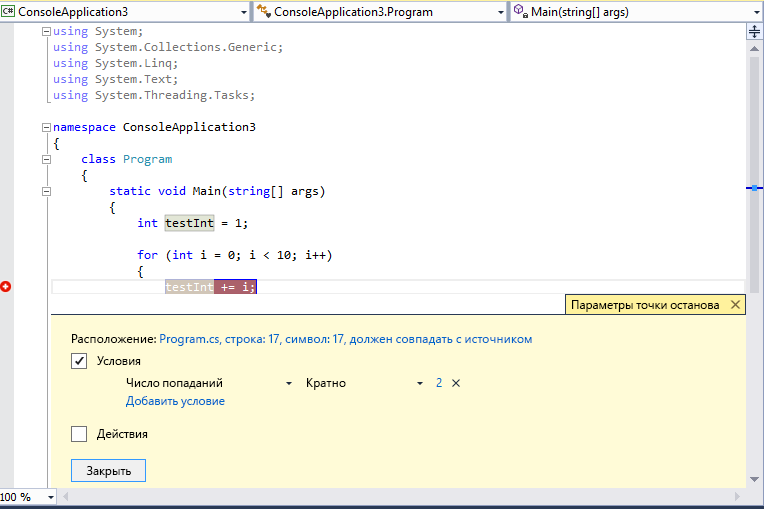 C# ConsoleApplication3 ConsoleApplication3.Program Main(string[] args)
using System;
using System.Collections.Generic;
using System.Linq;
using System.Text;
using System.Threading.Tasks;
namespace ConsoleApplication3
{
class Program
{
static void Main(string[] args)
{
int testInt = 1;
for (int i = 0; i < 10; i++)
{
testInt += i;
Параметры точки останова
Расположение: Program.cs, строка: 17, символ: 17, должен совпадать с источником
Условия
Число попаданий Кратно 2
Добавить условие
Действия
Закрыть
100 %